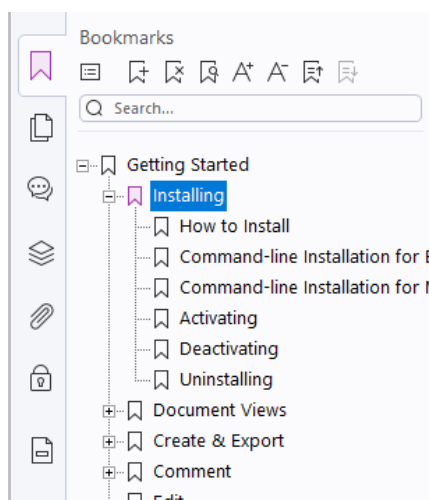 Bookmarks
Search...
Getting Started
Installing
How to Install
Command-line Installation for
Command-line Installation for
Activating
Deactivating
Uninstalling
Document Views
Create & Export
Comment
Edit